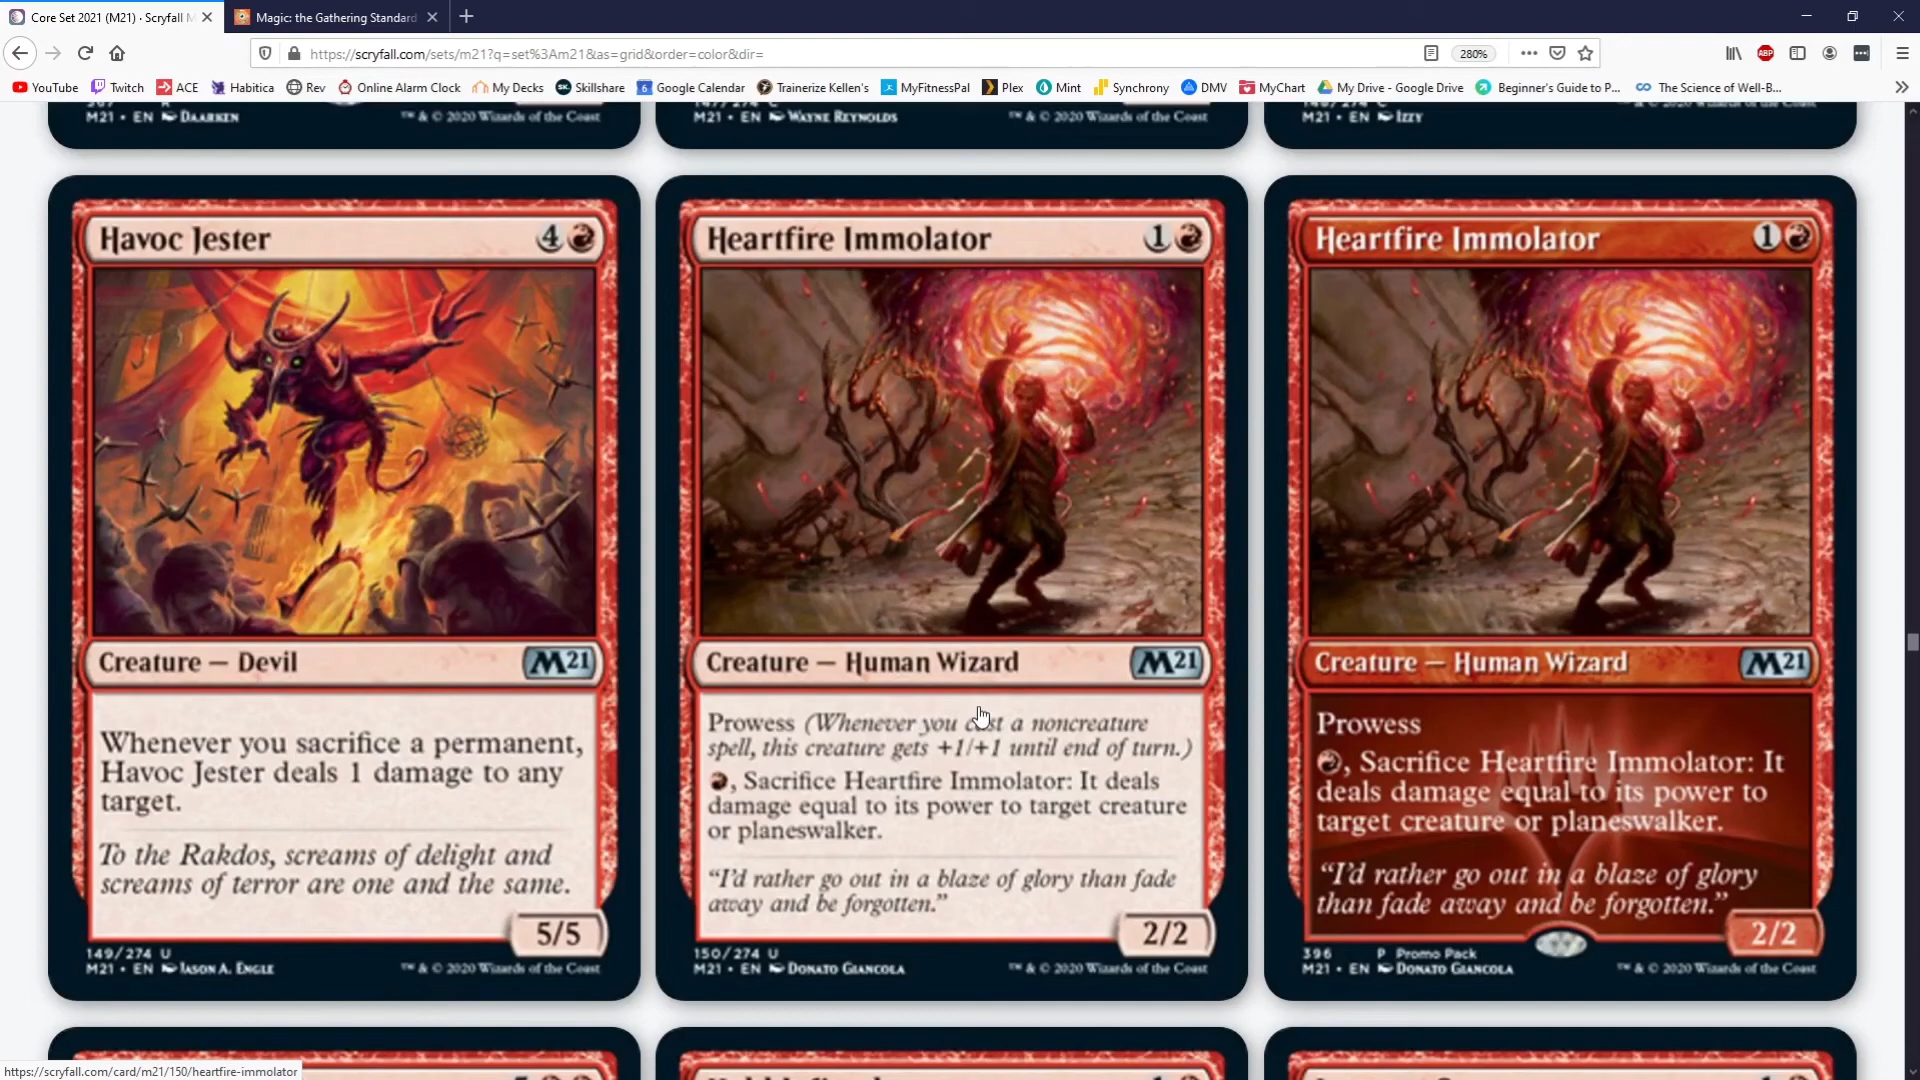 Core Set 2021 (M21) · Scryfall M
Magic: the Gathering Standard
https://scryfall.com/sets/m21?q=set%3Am21&as=grid&order=color&dir=
280%
YouTube Twitch ACE Habitica Rev Online Alarm Clock My Decks Skillshare Google Calendar Trainerize Kellen's MyFitnessPal Plex Mint Synchrony DMV MyChart My Drive - Google Drive Beginner's Guide to P... The Science of Well-B...
M21 • EN DAARKEN ™ & © 2020 Wizards of the Coast
M21 • EN WAYNE REYNOLDS ™ & © 2020 Wizards of the Coast
M21 • EN IZZY ™ & © 2020 Wizards of the Coast
Havoc Jester 4
Creature — Devil M21
Whenever you sacrifice a permanent,
Havoc Jester deals 1 damage to any
target.
To the Rakdos, screams of delight and
screams of terror are one and the same.
5/5
149/274 U
M21 • EN JASON A. ENGLE ™ & © 2020 Wizards of the Coast
Heartfire Immolator 1
Creature — Human Wizard M21
Prowess (Whenever you cast a noncreature
spell, this creature gets +1/+1 until end of turn.)
, Sacrifice Heartfire Immolator: It deals
damage equal to its power to target creature
or planeswalker.
“I'd rather go out in a blaze of glory than fade
away and be forgotten.”
2/2
150/274 U
M21 • EN DONATO GIANCOLA ™ & © 2020 Wizards of the Coast
Heartfire Immolator 1
Creature — Human Wizard M21
Prowess
, Sacrifice Heartfire Immolator: It
deals damage equal to its power to
target creature or planeswalker.
“I'd rather go out in a blaze of glory
than fade away and be forgotten.”
2/2
396 P Promo Pack
M21 • EN DONATO GIANCOLA ™ & © 2020 Wizards of the Coast
https://scryfall.com/card/m21/150/heartfire-immolator